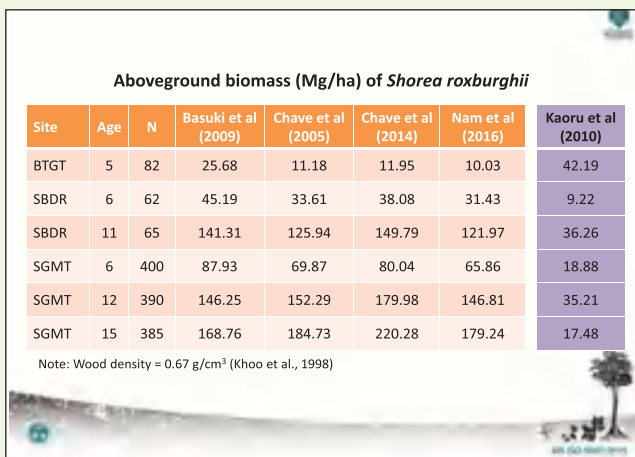 Aboveground biomass (Mg/ha) of Shorea roxburghii
Site Age N Basuki et al (2009) Chave et al (2005) Chave et al (2014) Nam et al (2016) Kaoru et al (2010)
BTGT 5 82 25.68 11.18 11.95 10.03 42.19
SBDR 6 62 45.19 33.61 38.08 31.43 9.22
SBDR 11 65 141.31 125.94 149.79 121.97 36.26
SGMT 6 400 87.93 69.87 80.04 65.86 18.88
SGMT 12 390 146.25 152.29 179.98 146.81 35.21
SGMT 15 385 168.76 184.73 220.28 179.24 17.48
Note: Wood density = 0.67 g/cm³ (Khoo et al., 1998)